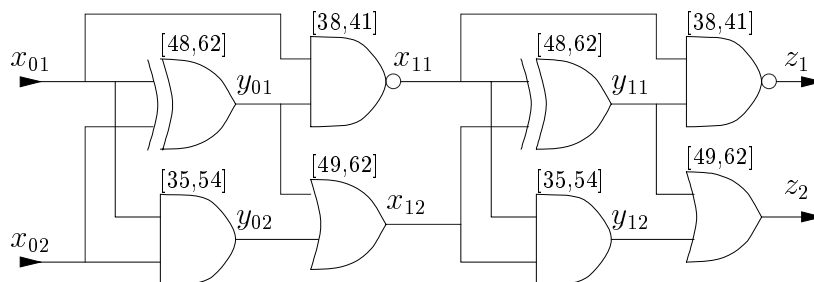 [38,41] [38,41]
[48,62] [48,62]
x01 x11 z1
y01 y11
[49,62] [49,62]
[35,54] [35,54]
x12 z2
x02 y02 y12